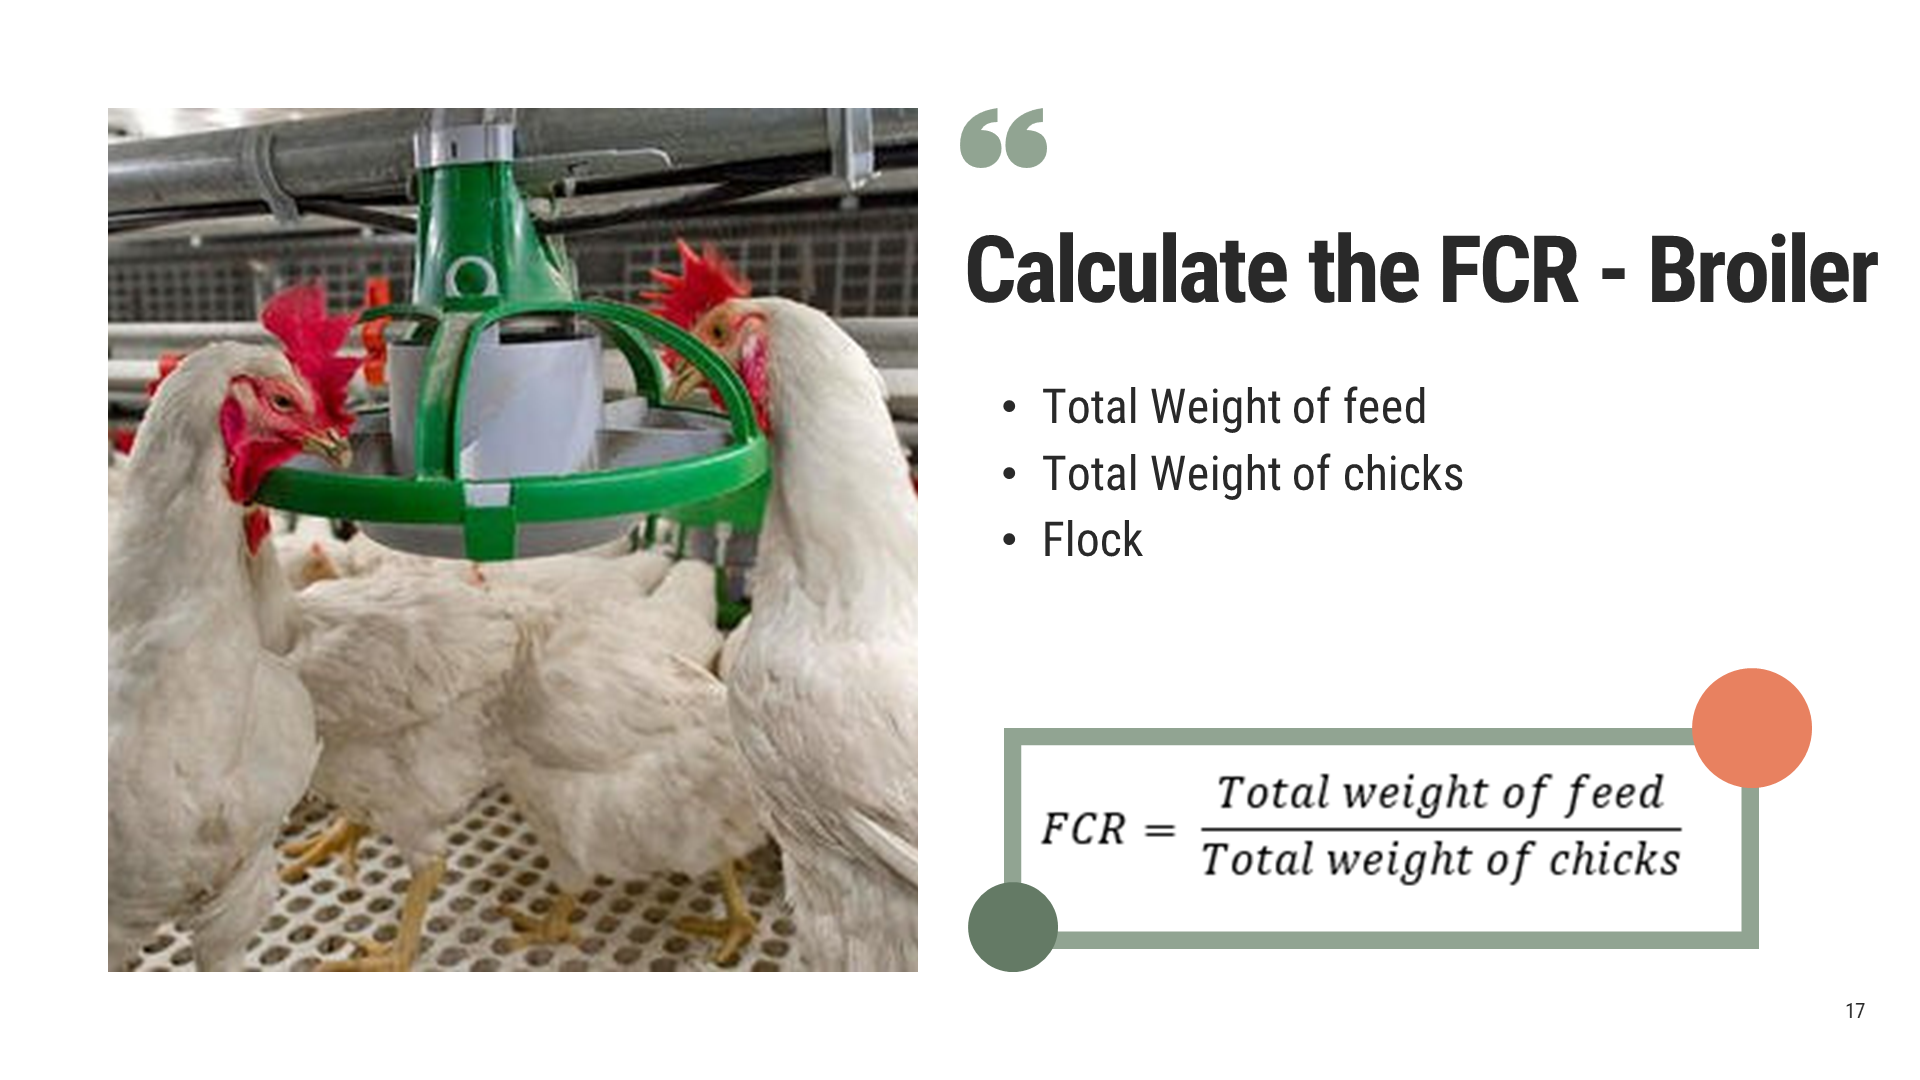 “
Calculate the FCR - Broiler
• Total Weight of feed
• Total Weight of chicks
• Flock
FCR = Total weight of feed
Total weight of chicks
17